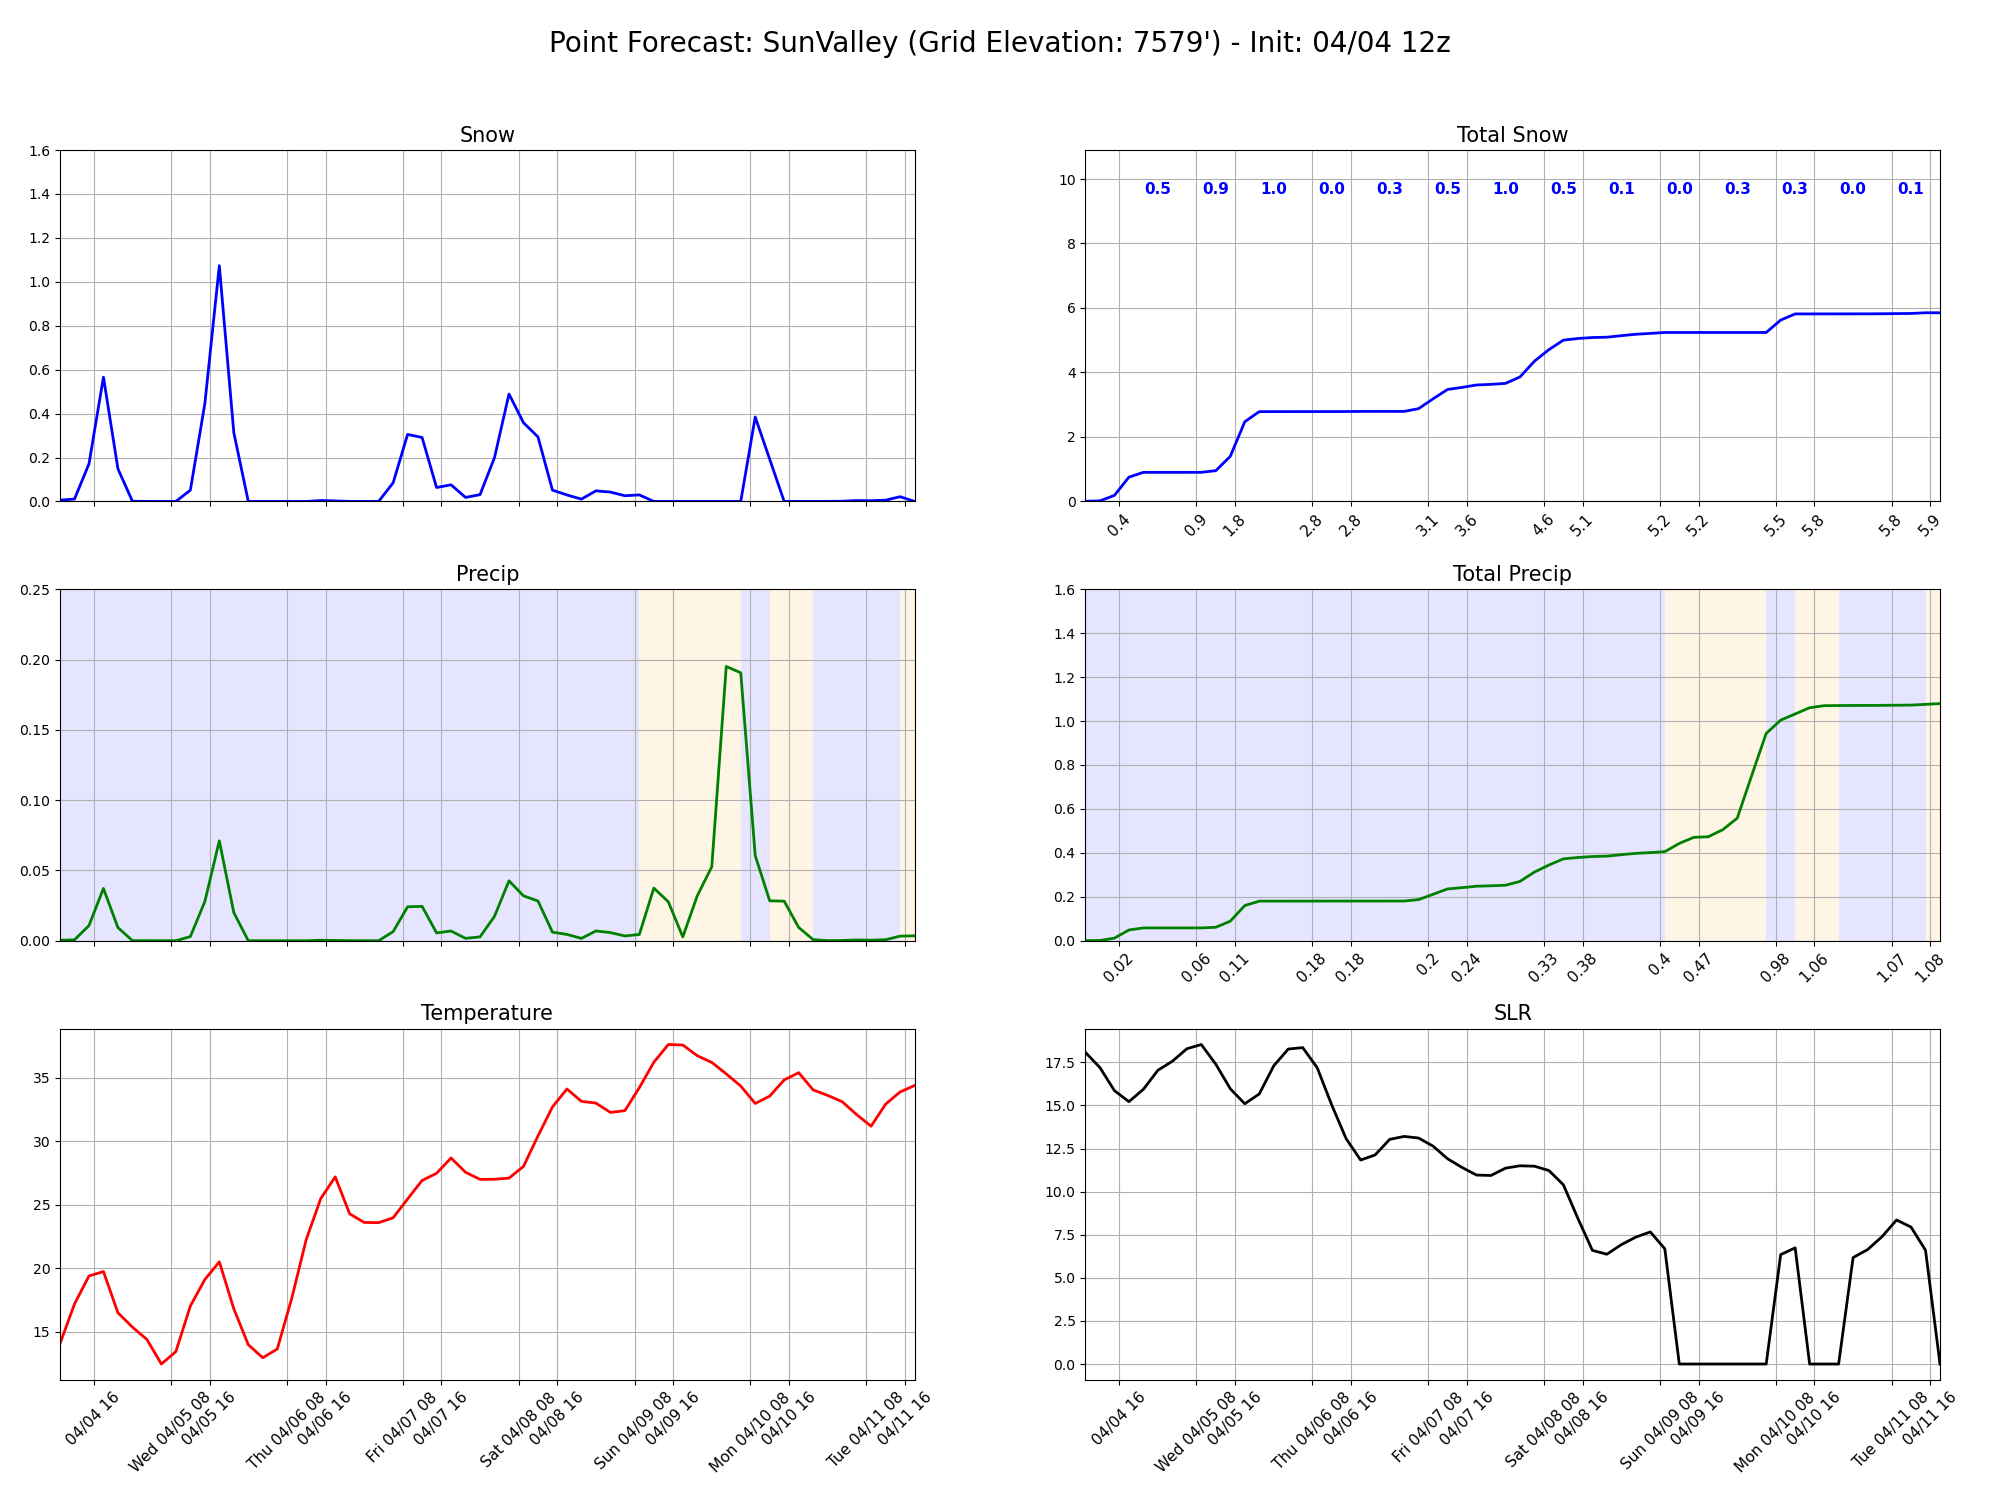 Point Forecast: SunValley (Grid Elevation: 7579') - Init: 04/04 12z
Snow
1.6
1.4
1.2
1.0
0.8
0.6
0.4
0.2
0.0
Total Snow
10
8
6
4
2
0
0.5 0.9 1.0 0.0 0.3 0.5 1.0 0.5 0.1 0.0 0.3 0.3 0.0 0.1
0.4 0.9 1.8 2.8 2.8 3.1 3.6 4.6 5.1 5.2 5.2 5.5 5.8 5.8 5.9
Precip
0.25
0.20
0.15
0.10
0.05
0.00
Total Precip
1.6
1.4
1.2
1.0
0.8
0.6
0.4
0.2
0.0
0.02 0.06 0.11 0.18 0.18 0.2 0.24 0.33 0.38 0.4 0.47 0.98 1.06 1.07 1.08
Temperature
35
30
25
20
15
04/04 16
Wed 04/05 08
04/05 16
Thu 04/06 08
04/06 16
Fri 04/07 08
04/07 16
Sat 04/08 08
04/08 16
Sun 04/09 08
04/09 16
Mon 04/10 08
04/10 16
Tue 04/11 08
04/11 16
SLR
17.5
15.0
12.5
10.0
7.5
5.0
2.5
0.0
04/04 16
Wed 04/05 08
04/05 16
Thu 04/06 08
04/06 16
Fri 04/07 08
04/07 16
Sat 04/08 08
04/08 16
Sun 04/09 08
04/09 16
Mon 04/10 08
04/10 16
Tue 04/11 08
04/11 16